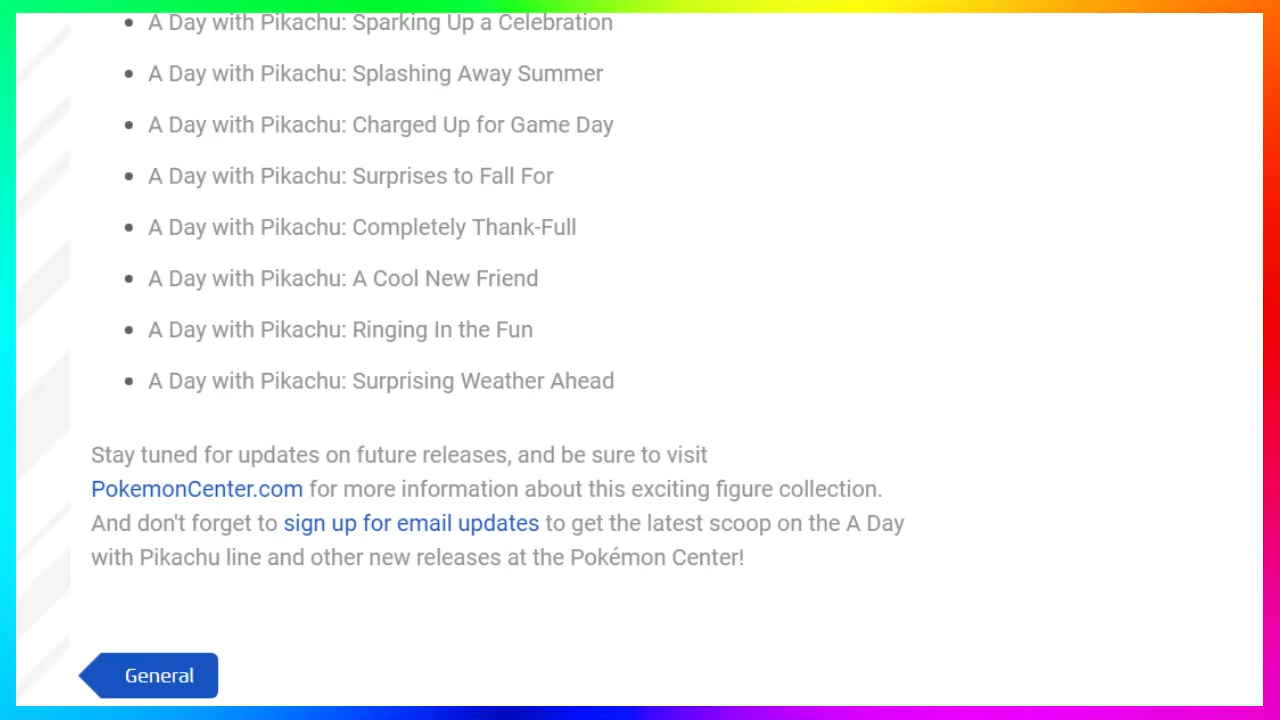 A Day with Pikachu: Sparking Up a Celebration
A Day with Pikachu: Splashing Away Summer
A Day with Pikachu: Charged Up for Game Day
A Day with Pikachu: Surprises to Fall For
A Day with Pikachu: Completely Thank-Full
A Day with Pikachu: A Cool New Friend
A Day with Pikachu: Ringing In the Fun
A Day with Pikachu: Surprising Weather Ahead
Stay tuned for updates on future releases, and be sure to visit
PokemonCenter.com for more information about this exciting figure collection.
And don't forget to sign up for email updates to get the latest scoop on the A Day
with Pikachu line and other new releases at the Pokémon Center!
General